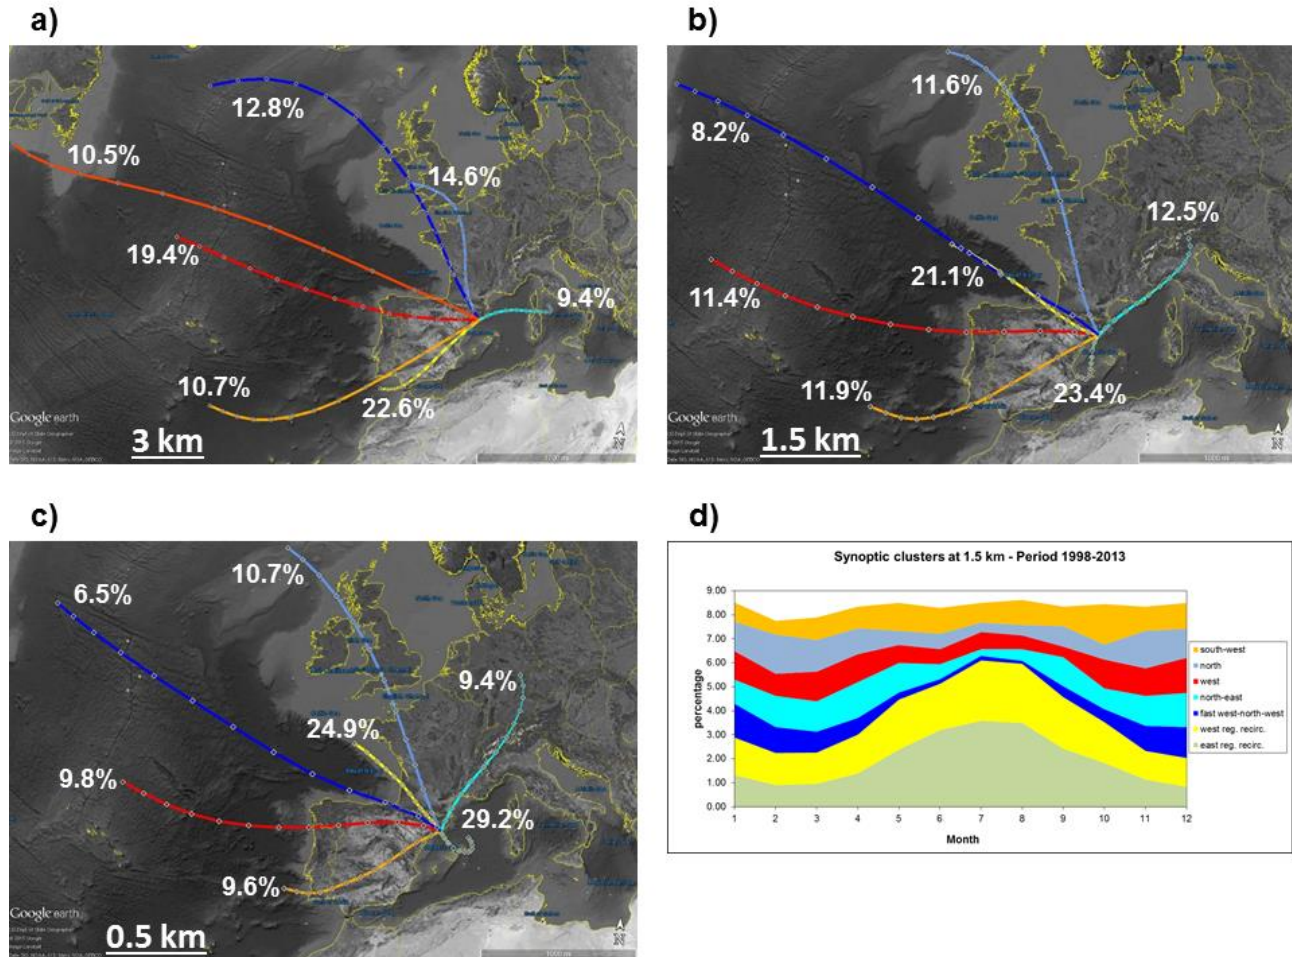 a)
12.8%
10.5%
14.6%
19.4%
9.4%
10.7%
22.6%
Google earth
3 km
b)
11.6%
8.2%
12.5%
21.1%
11.4%
11.9%
23.4%
Google earth
1.5 km
c)
10.7%
6.5%
9.4%
24.9%
9.8%
29.2%
9.6%
Google earth
0.5 km
d)
Synoptic clusters at 1.5 km - Period 1998-2013
percentage
9.00
8.00
7.00
6.00
5.00
4.00
3.00
2.00
1.00
0.00
1 2 3 4 5 6 7 8 9 10 11 12
Month
south-west
north
west
north-east
fast west-north-west
west reg. recirc.
east reg. recirc.